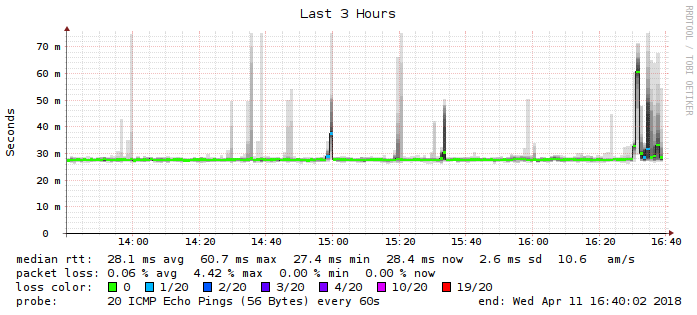 Last 3 Hours
RRDTOOL / TOBI OETIKER
Seconds
70 m
60 m
50 m
40 m
30 m
20 m
10 m
0
14:00 14:20 14:40 15:00 15:20 15:40 16:00 16:20 16:40
median rtt: 28.1 ms avg 60.7 ms max 27.4 ms min 28.4 ms now 2.6 ms sd 10.6 am/s
packet loss: 0.06 % avg 4.42 % max 0.00 % min 0.00 % now
loss color: 0 1/20 2/20 3/20 4/20 10/20 19/20
probe: 20 ICMP Echo Pings (56 Bytes) every 60s end: Wed Apr 11 16:40:02 2018